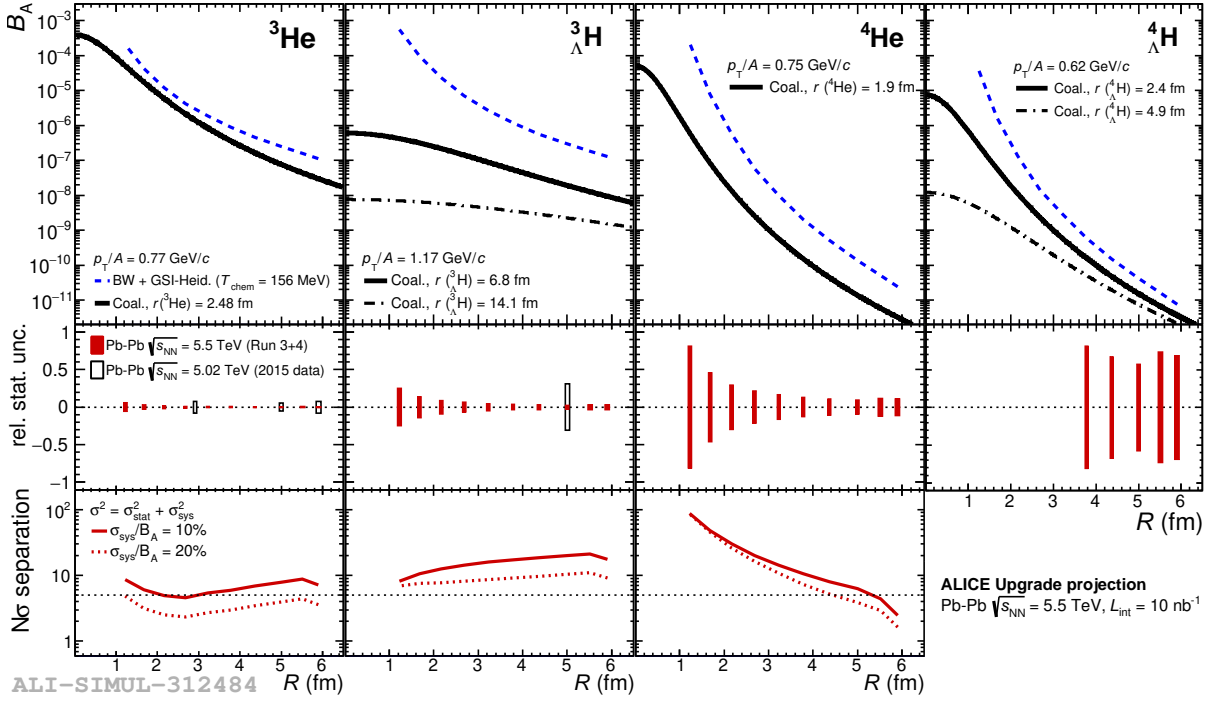 B_A
10⁻³
10⁻⁴
10⁻⁵
10⁻⁶
10⁻⁷
10⁻⁸
10⁻⁹
10⁻¹⁰
10⁻¹¹
³He
p_T/A = 0.77 GeV/c
BW + GSI-Heid. (T_chem = 156 MeV)
Coal., r (³He) = 2.48 fm
³_ΛH
p_T/A = 1.17 GeV/c
Coal., r (³_ΛH) = 6.8 fm
Coal., r (³_ΛH) = 14.1 fm
⁴He
p_T/A = 0.75 GeV/c
Coal., r (⁴He) = 1.9 fm
⁴_ΛH
p_T/A = 0.62 GeV/c
Coal., r (⁴_ΛH) = 2.4 fm
Coal., r (⁴_ΛH) = 4.9 fm
rel. stat. unc.
1
0.5
0
−0.5
−1
Pb-Pb √s_NN = 5.5 TeV (Run 3+4)
Pb-Pb √s_NN = 5.02 TeV (2015 data)
1 2 3 4 5 6
R (fm)
Nσ separation
10²
10
1
σ² = σ²_stat + σ²_sys
σ_sys/B_A = 10%
σ_sys/B_A = 20%
1 2 3 4 5 6
R (fm)
1 2 3 4 5 6
R (fm)
1 2 3 4 5 6
R (fm)
ALICE Upgrade projection
Pb-Pb √s_NN = 5.5 TeV, L_int = 10 nb⁻¹
ALI−SIMUL−312484